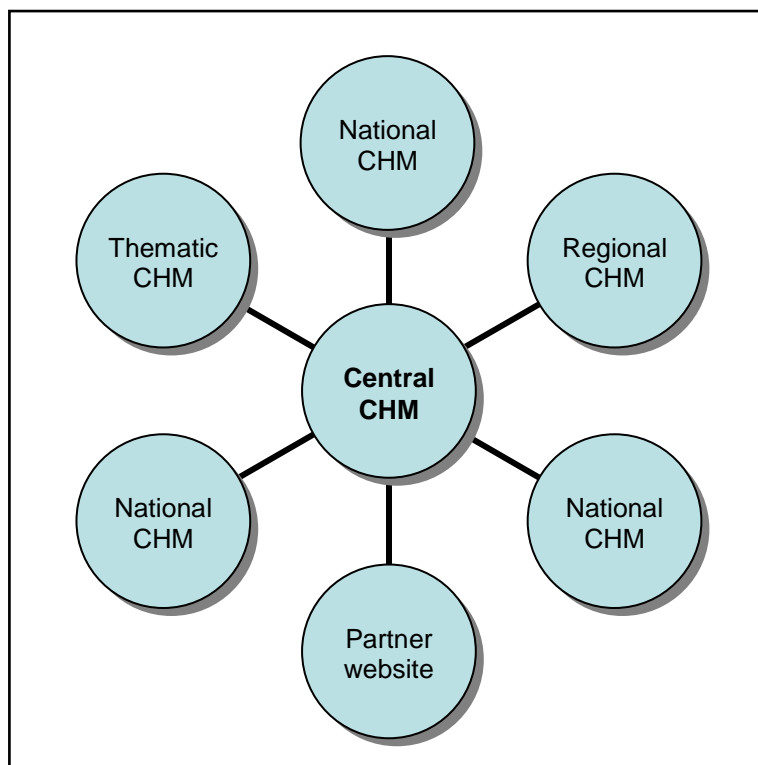 National
CHM
Thematic
CHM
Regional
CHM
Central
CHM
National
CHM
National
CHM
Partner
website